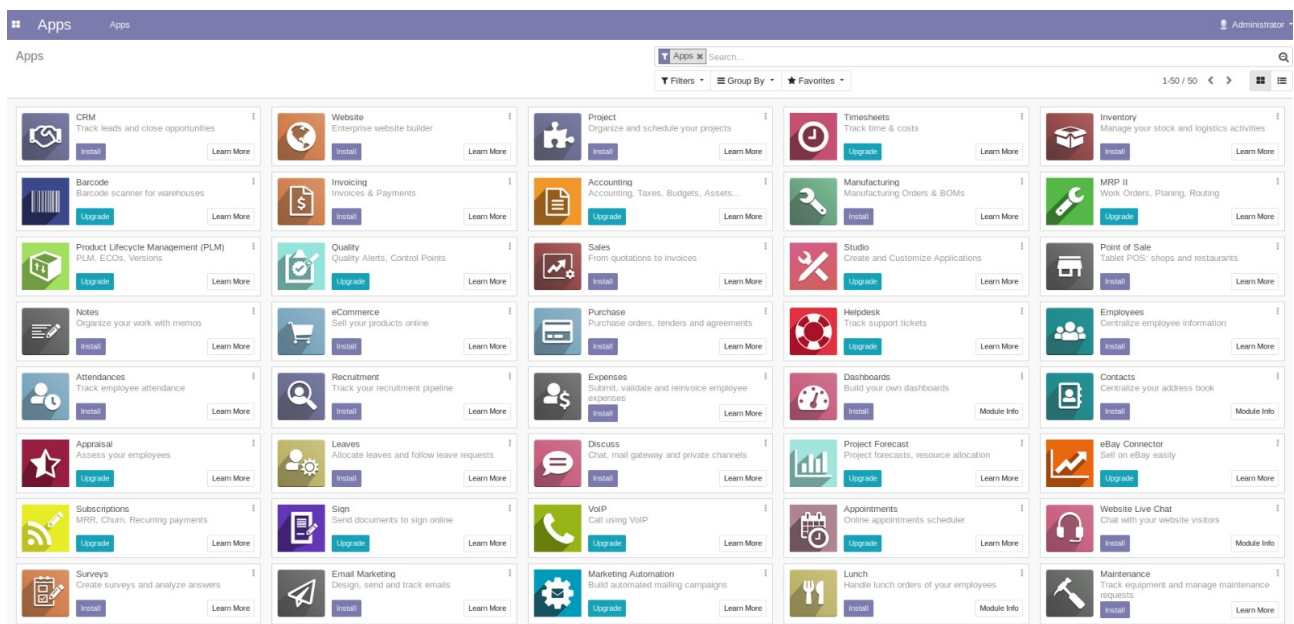 Apps Apps Administrator
Apps
Apps Search...
Filters Group By Favorites 1-50 / 50
CRM
Track leads and close opportunities
Install Learn More
Website
Enterprise website builder
Install Learn More
Project
Organize and schedule your projects
Install Learn More
Timesheets
Track time & costs
Upgrade Learn More
Inventory
Manage your stock and logistics activities
Install Learn More
Barcode
Barcode scanner for warehouses
Upgrade Learn More
Invoicing
Invoices & Payments
Install Learn More
Accounting
Accounting, Taxes, Budgets, Assets...
Upgrade Learn More
Manufacturing
Manufacturing Orders & BOMs
Install Learn More
MRP II
Work Orders, Planing, Routing
Upgrade Learn More
Product Lifecycle Management (PLM)
PLM, ECOs, Versions
Upgrade Learn More
Quality
Quality Alerts, Control Points
Upgrade Learn More
Sales
From quotations to invoices
Install Learn More
Studio
Create and Customize Applications
Upgrade Learn More
Point of Sale
Tablet POS: shops and restaurants
Install Learn More
Notes
Organize your work with memos
Install Learn More
eCommerce
Sell your products online
Install Learn More
Purchase
Purchase orders, tenders and agreements
Install Learn More
Helpdesk
Track support tickets
Upgrade Learn More
Employees
Centralize employee information
Install Learn More
Attendances
Track employee attendance
Install Learn More
Recruitment
Track your recruitment pipeline
Install Learn More
Expenses
Submit, validate and reinvoice employee
expenses
Install Learn More
Dashboards
Build your own dashboards
Install Module Info
Contacts
Centralize your address book
Install Module Info
Appraisal
Assess your employees
Upgrade Learn More
Leaves
Allocate leaves and follow leave requests
Install Learn More
Discuss
Chat, mail gateway and private channels
Install Learn More
Project Forecast
Project forecasts, resource allocation
Upgrade Learn More
eBay Connector
Sell on eBay easily
Upgrade Learn More
Subscriptions
MRR, Churn, Recurring payments
Upgrade Learn More
Sign
Send documents to sign online
Upgrade Learn More
VoIP
Call using VoIP
Upgrade Learn More
Appointments
Online appointments scheduler
Upgrade Learn More
Website Live Chat
Chat with your website visitors
Install Module Info
Surveys
Create surveys and analyze answers
Install Learn More
Email Marketing
Design, send and track emails
Install Learn More
Marketing Automation
Build automated mailing campaigns
Upgrade Learn More
Lunch
Handle lunch orders of your employees
Install Module Info
Maintenance
Track equipment and manage maintenance
requests
Install Learn More